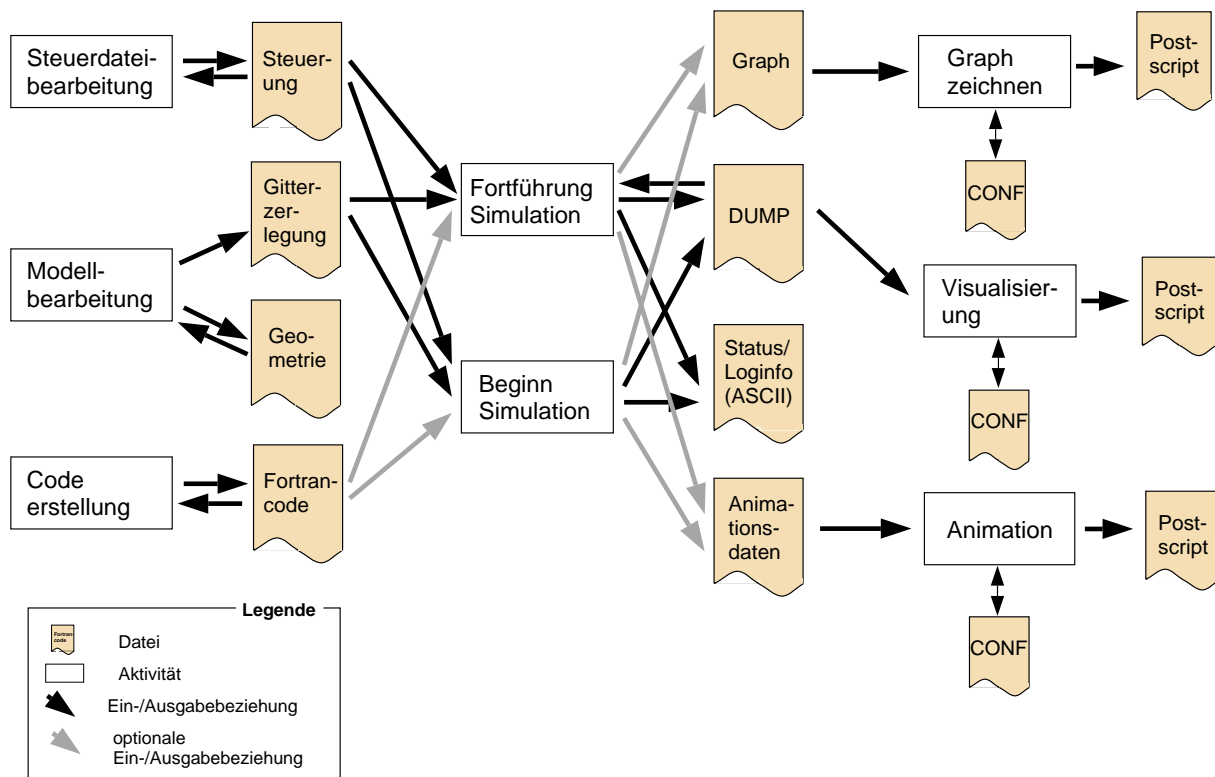 Steuerdatei-
bearbeitung
Steuer-
ung
Graph
Graph
zeichnen
Post-
script
Gitter-
zer-
legung
Fortführung
Simulation
DUMP
CONF
Modell-
bearbeitung
Geo-
metrie
Visualisier-
ung
Post-
script
Beginn
Simulation
Status/
Loginfo
(ASCII)
CONF
Code
erstellung
Fortran-
code
Anima-
tions-
daten
Animation
Post-
script
CONF
Legende
Fortran-
code
Datei
Aktivität
Ein-/Ausgabebeziehung
optionale
Ein-/Ausgabebeziehung